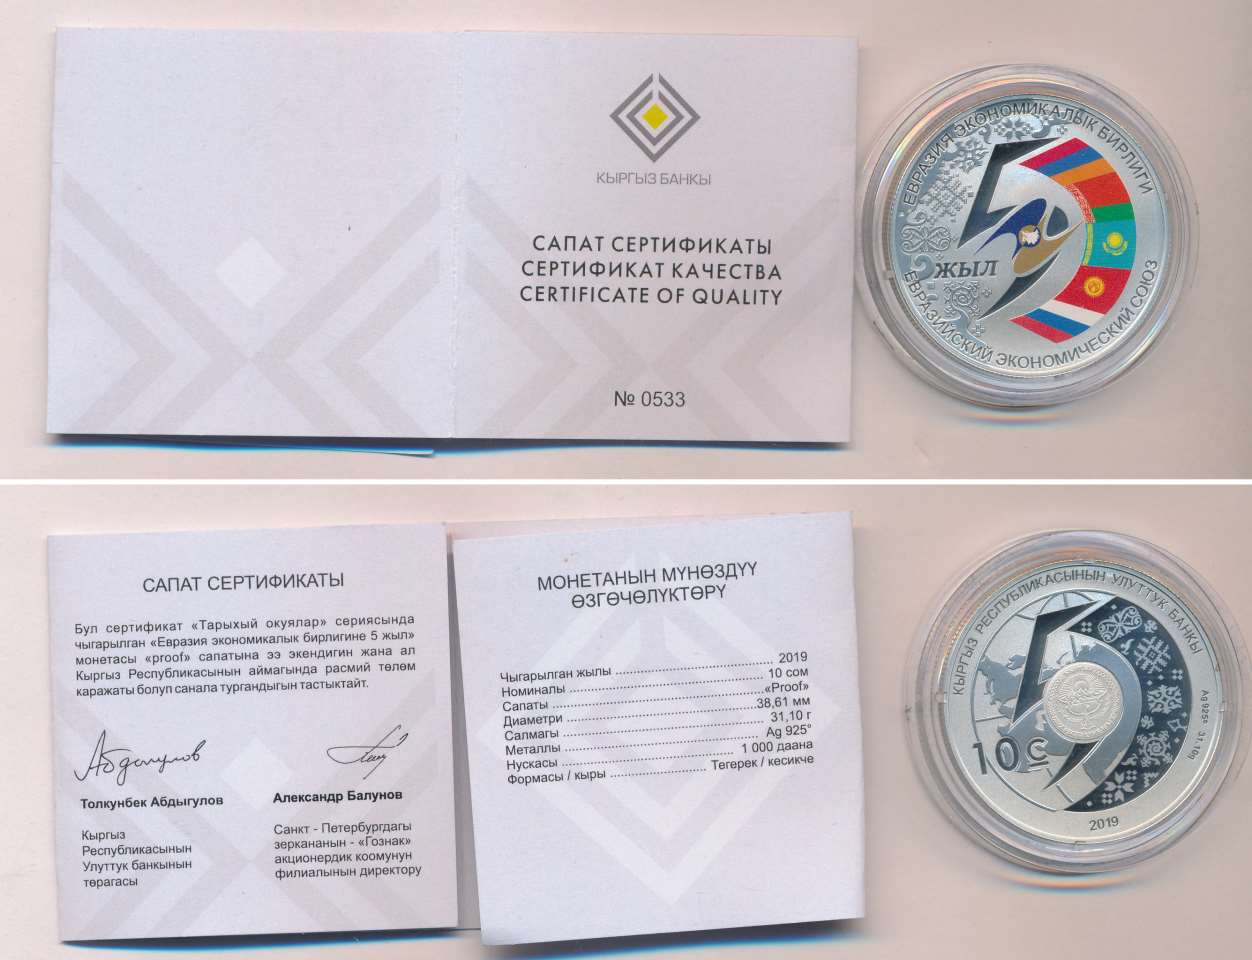 КЫРГЫЗ БАНКЫ
САПАТ СЕРТИФИКАТЫ
СЕРТИФИКАТ КАЧЕСТВА
CERTIFICATE OF QUALITY
№ 0533
ЕВРАЗИЯ ЭКОНОМИКАЛЫК БИРЛИГИ
5
ЖЫЛ
ЕВРАЗИЙСКИЙ ЭКОНОМИЧЕСКИЙ СОЮЗ
САПАТ СЕРТИФИКАТЫ
Бул сертификат «Тарыхый окуялар» сериясында
чыгарылган «Евразия экономикалык бирлигине 5 жыл»
монетасы «proof» сапатына ээ экендигин жана ал
Кыргыз Республикасынын аймагында расмий төлөм
каражаты болуп санала тургандыгын тастыктайт.
Толкунбек Абдыгулов
Кыргыз
Республикасынын
Улуттук банкынын
төрагасы
Александр Балунов
Санкт - Петербургдагы
зеркананын - «Гознак»
акционердик коомунун
филиалынын директору
МОНЕТАНЫН МҮНӨЗДҮҮ
ӨЗГӨЧӨЛҮКТӨРҮ
Чыгарылган жылы ... 2019
Номиналы ... 10 сом
Сапаты ... «Proof»
Диаметри ... 38,61 мм
Салмагы ... 31,10 г
Металлы ... Ag 925°
Нускасы ... 1 000 даана
Формасы / кыры ... Тегерек / кесикче
КЫРГЫЗ РЕСПУБЛИКАСЫНЫН УЛУТТУК БАНКЫ
5
10 С
Ag 925° 31,10g
2019